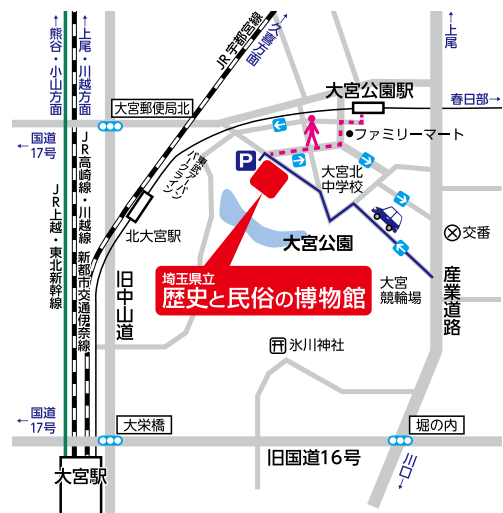 ←熊谷・小山方面
←上尾・川越方面
JR宇都宮線
←久喜方面
←上尾
大宮郵便局北
大宮公園駅
春日部→
←国道17号
ファミリーマート
P
東武アーバンパークライン
大宮北
中学校
JR高崎線・川越線
新都市交通伊奈線
JR上越・東北新幹線
北大宮駅
大宮公園
交番
旧中山道
埼玉県立
歴史と民俗の博物館
大宮
競輪場
産業道路
氷川神社
←国道17号
大栄橋
堀の内
旧国道16号
大宮駅
川口→